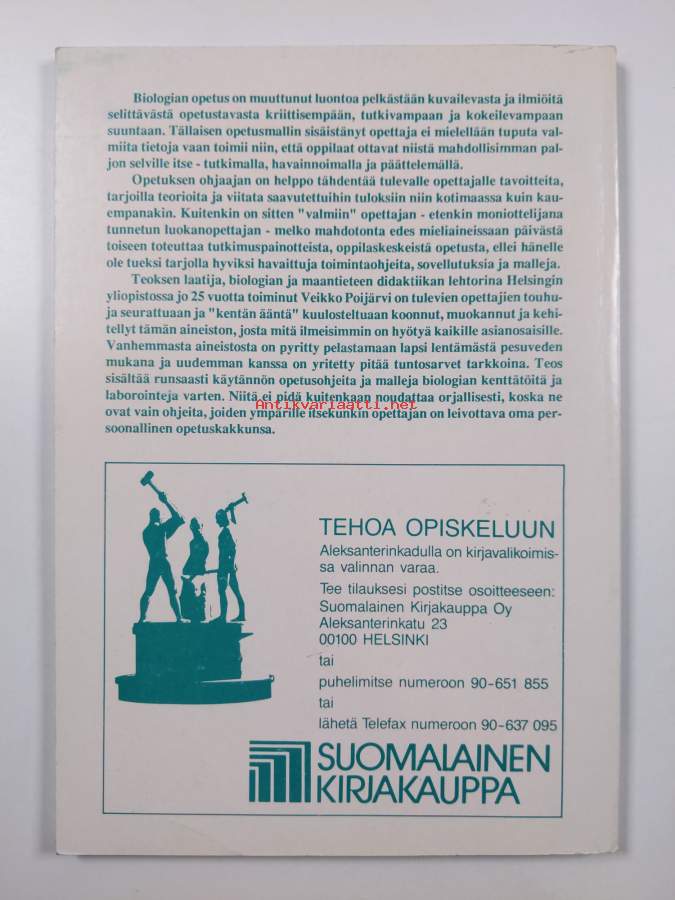 Biologian opetus on muuttunut luontoa pelkästään kuvailevasta ja ilmiöitä
selittävästä opetustavasta kriittisempään, tutkivampaan ja kokeilevampaan
suuntaan. Tällaisen opetusmallin sisäistänyt opettaja ei mielellään tuputa val-
miita tietoja vaan toimii niin, että oppilaat ottavat niistä mahdollisimman pal-
jon selville itse - tutkimalla, havainnoimalla ja päättelemällä.
Opetuksen ohjaajan on helppo tähdentää tulevalle opettajalle tavoitteita,
tarjoilla teorioita ja viitata saavutettuihin tuloksiin niin kotimaassa kuin kau-
empanakin. Kuitenkin on sitten "valmiin" opettajan - etenkin moniottelijana
tunnetun luokanopettajan - melko mahdotonta edes mieliaineissaan päivästä
toiseen toteuttaa tutkimuspainotteista, oppilaskeskeistä opetusta, ellei hänelle
ole tueksi tarjolla hyviksi havaittuja toimintaohjeita, sovellutuksia ja malleja.
Teoksen laatija, biologian ja maantieteen didaktiikan lehtorina Helsingin
yliopistossa jo 25 vuotta toiminut Veikko Poijärvi on tulevien opettajien touhu-
ja seurattuaan ja "kentän ääntä" kuulosteltuaan koonnut, muokannut ja kehi-
tellyt tämän aineiston, josta mitä ilmeisimmin on hyötyä kaikille asianosaisille.
Vanhemmasta aineistosta on pyritty pelastamaan lapsi lentämästä pesuveden
mukana ja uudemman kanssa on yritetty pitää tuntosarvet tarkkoina. Teos
sisältää runsaasti käytännön opetusohjeita ja malleja biologian kenttätöitä ja
laborointeja varten. Niitä ei pidä kuitenkaan noudattaa orjallisesti, koska ne
Antikvariaatti.net
ovat vain ohjeita, joiden ympärille itsekunkin opettajan on leivottava oma per-
soonallinen opetuskakkunsa.
TEHOA OPISKELUUN
Aleksanterinkadulla on kirjavalikoimis-
sa valinnan varaa.
Tee tilauksesi postitse osoitteeseen:
Suomalainen Kirjakauppa Oy
Aleksanterinkatu 23
00100 HELSINKI
tai
puhelimitse numeroon 90-651 855
tai
lähetä Telefax numeroon 90-637 095
SUOMALAINEN
KIRJAKAUPPA